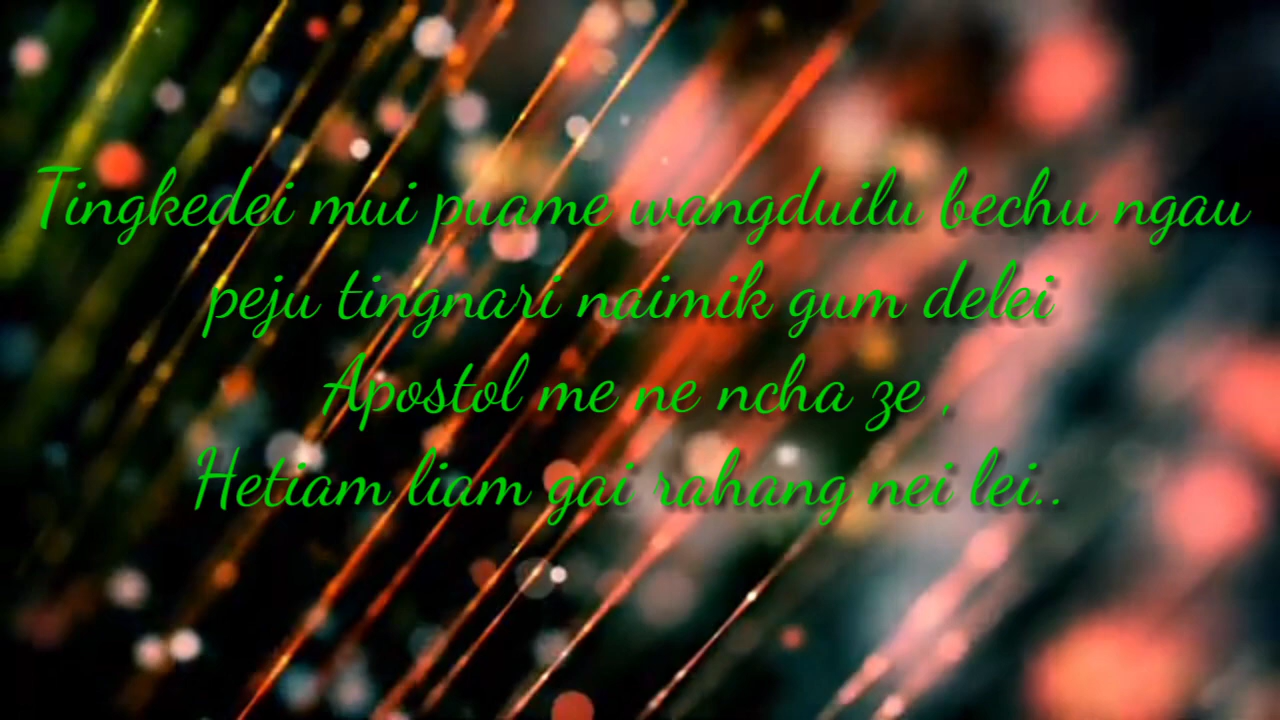 Tingkedei mui puame wangduilu bechu ngau
peju tingnari naimik gum delei
Apostol me ne ncha ze ,
Hetiam liam gai rahang nei lei..